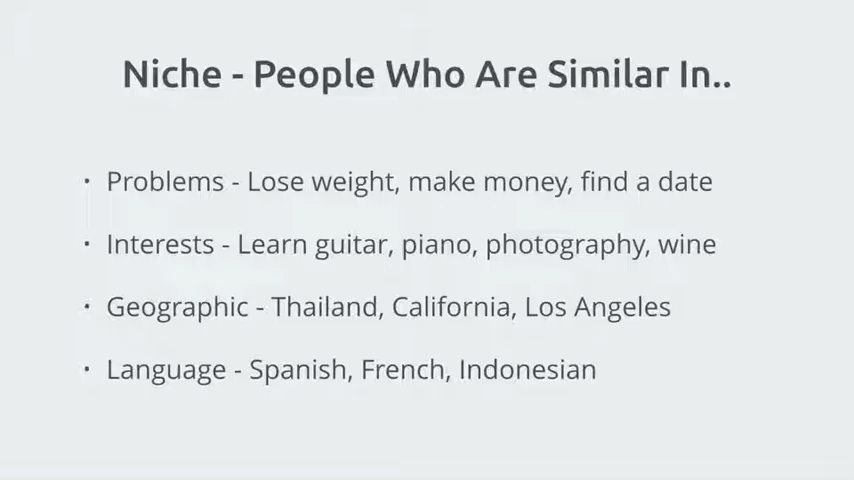 Niche - People Who Are Similar In..
• Problems - Lose weight, make money, find a date
• Interests - Learn guitar, piano, photography, wine
• Geographic - Thailand, California, Los Angeles
• Language - Spanish, French, Indonesian